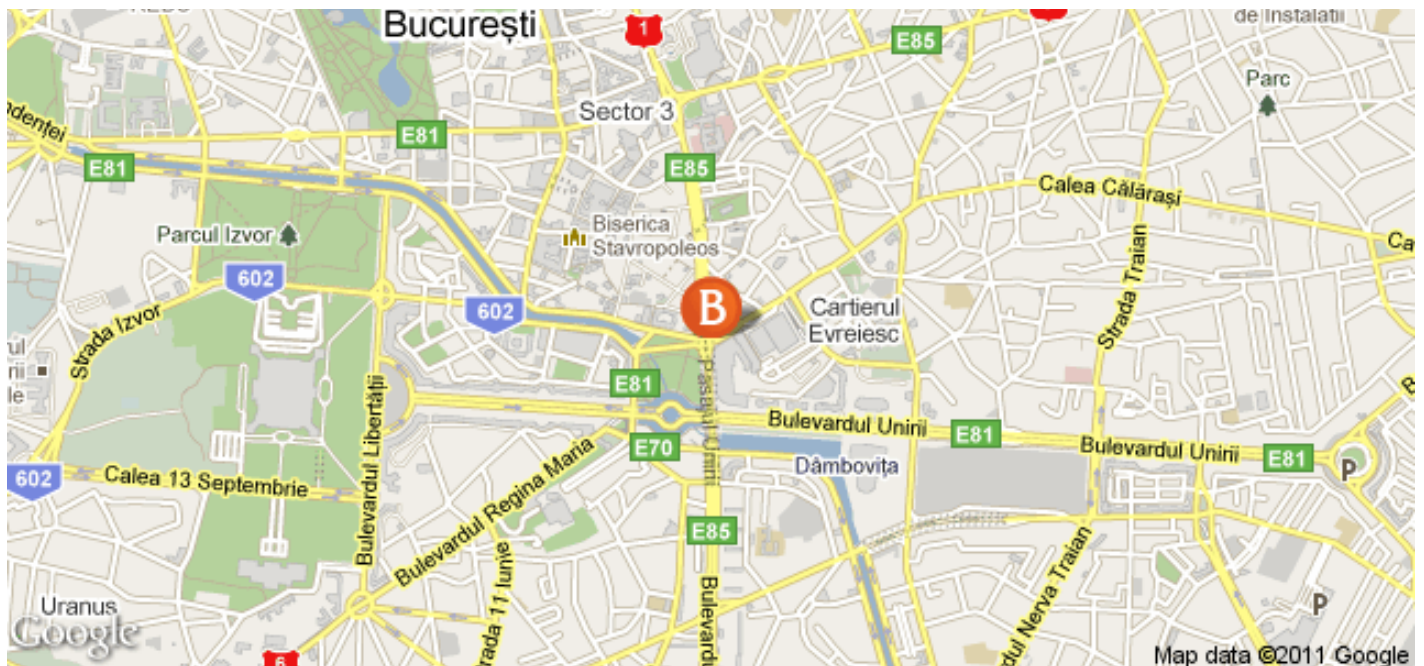 București
de Instalatii
1
E85
Parc
Sector 3
E81
E81
E85
Calea Călărași
Parcul Izvor
Biserica
Stavropoleos
602
602
B
Cartierul
Evreiesc
Strada Izvor
Strada Traian
E81
Pasajul Unirii
Bulevardul Libertății
Bulevardul Unirii
E81
Bulevardul Unirii
E81
E70
Dâmbovița
P
602
Calea 13 Septembrie
Bulevardul Regina Maria
E85
Uranus
Strada 11 Iunie
Bulevardul
Nerva Traian
P
6
Google
Map data ©2011 Google